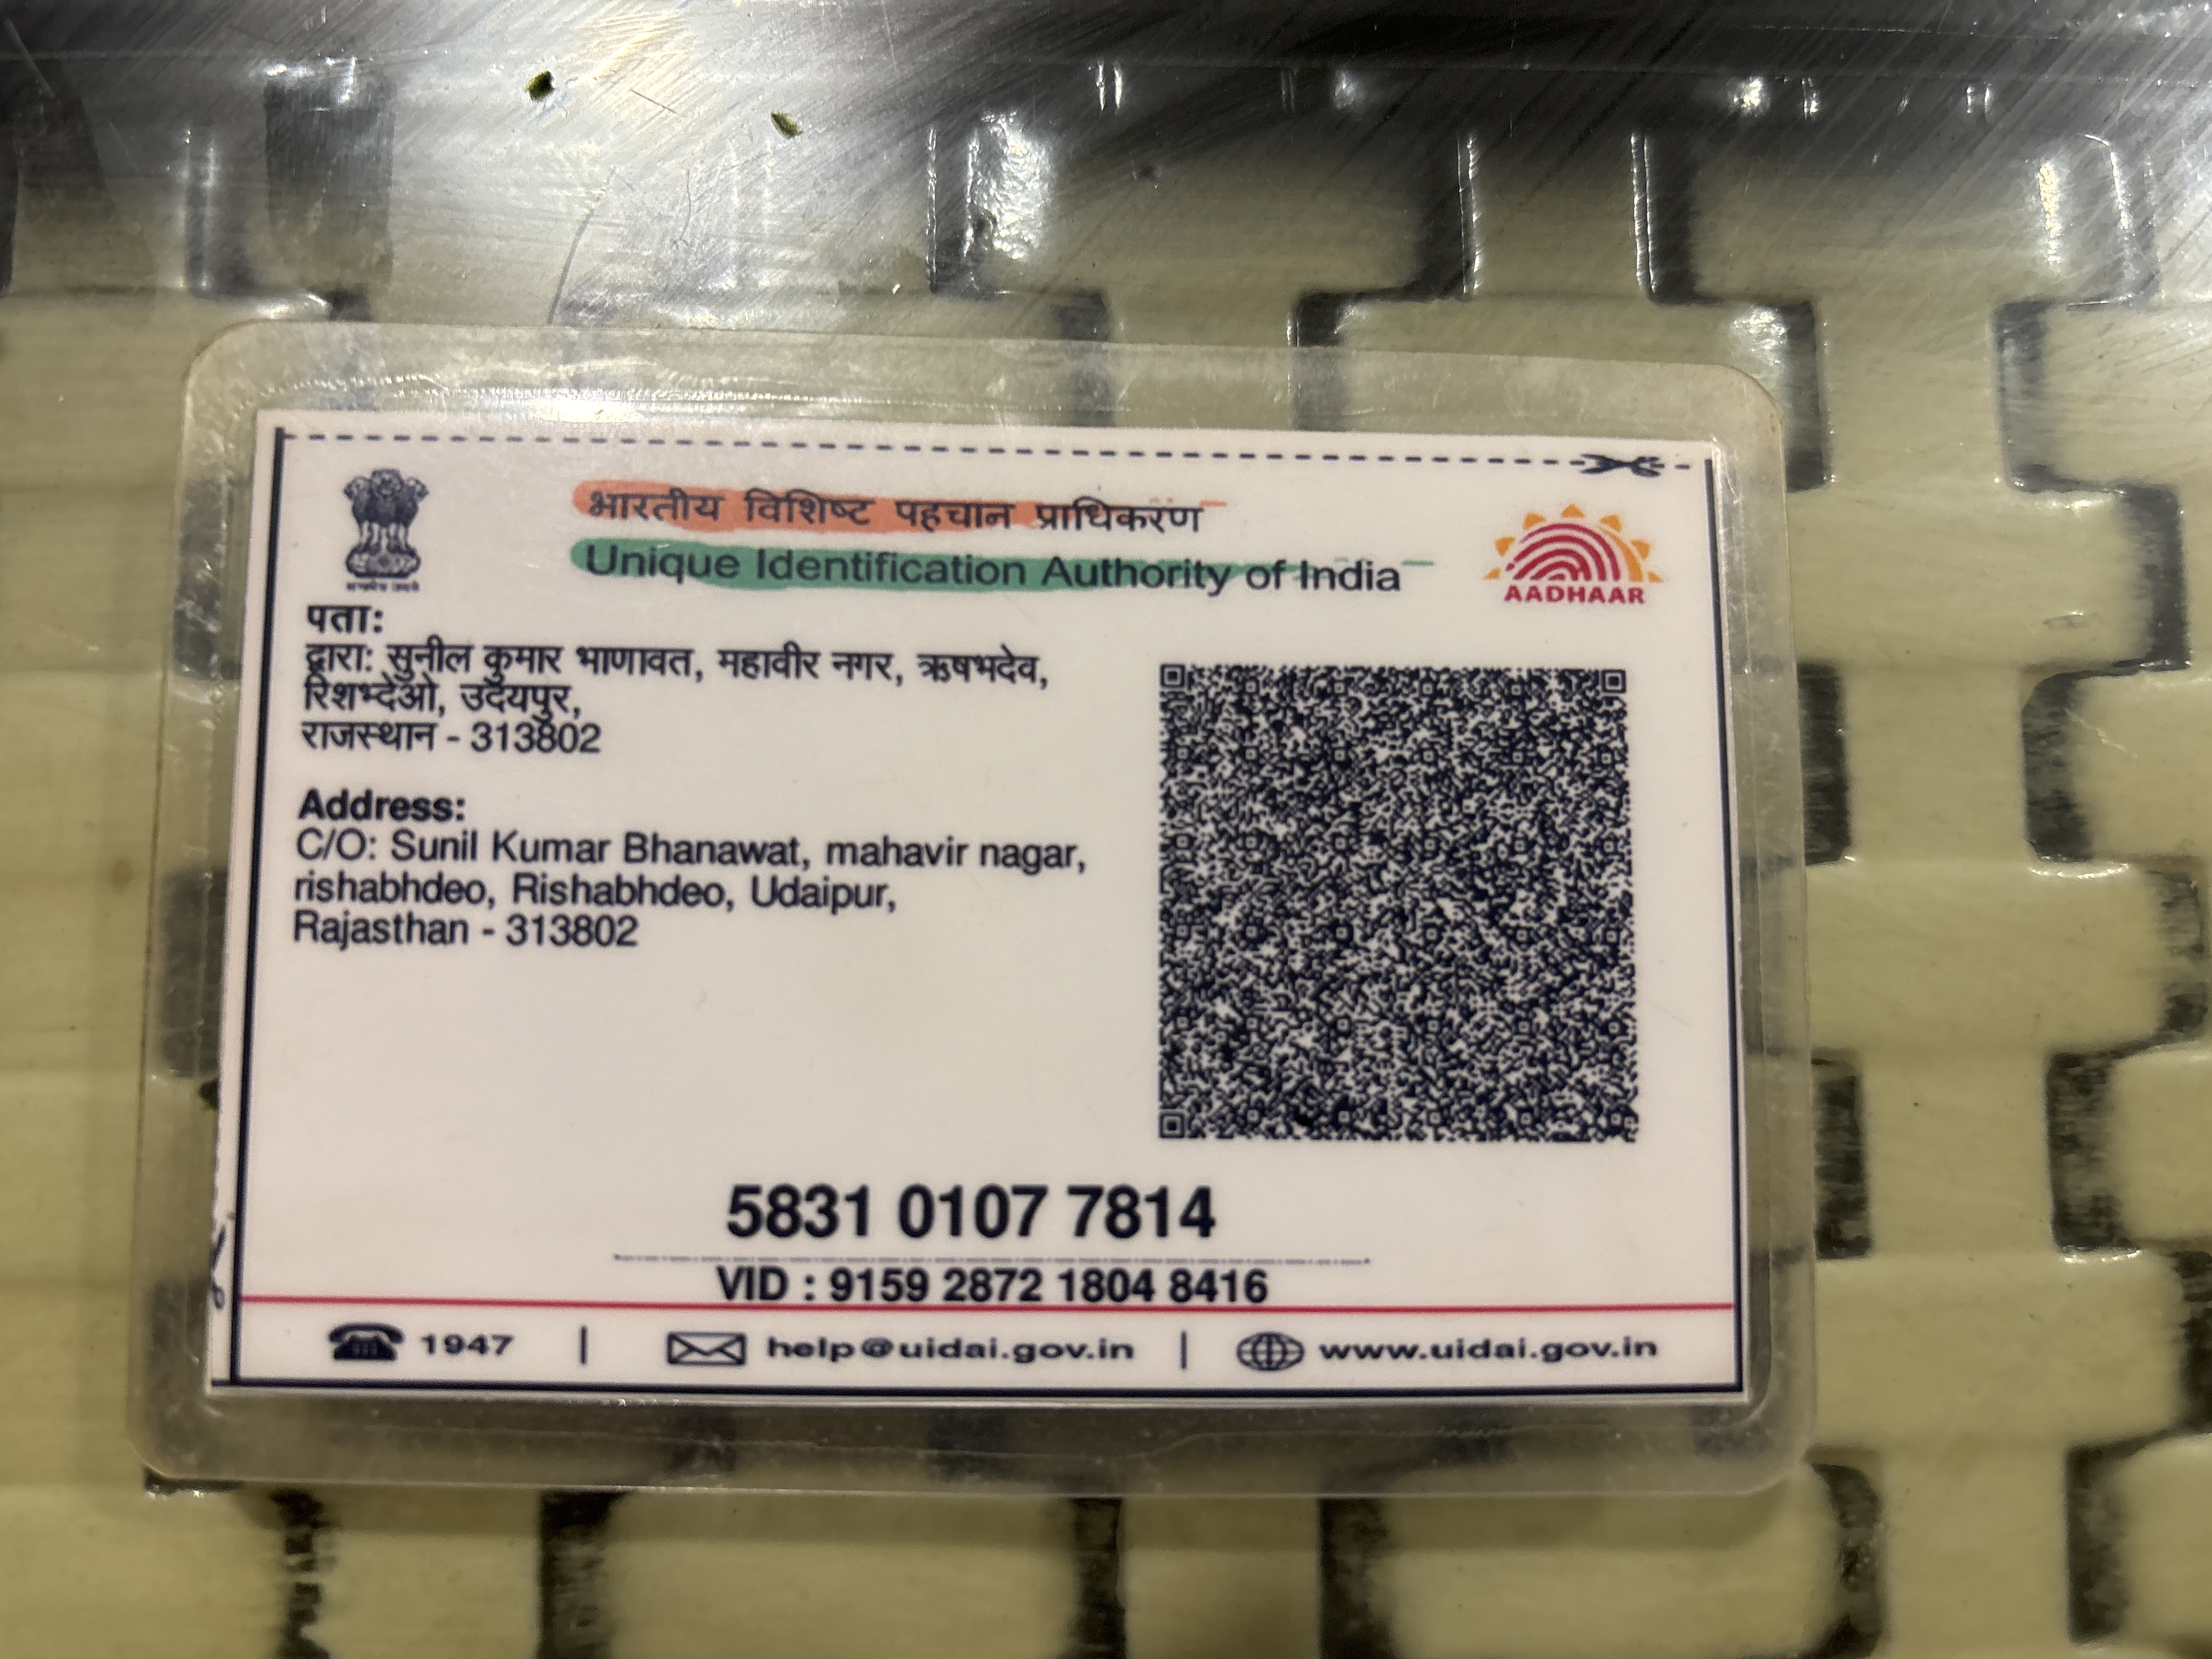 भारतीय विशिष्ट पहचान प्राधिकरण
Unique Identification Authority of India
AADHAAR
पता:
द्वारा: सुनील कुमार भाणावत, महावीर नगर, ऋषभदेव,
रिशभ्देओ, उदयपुर,
राजस्थान - 313802
Address:
C/O: Sunil Kumar Bhanawat, mahavir nagar,
rishabhdeo, Rishabhdeo, Udaipur,
Rajasthan - 313802
5831 0107 7814
VID : 9159 2872 1804 8416
1947 | help@uidai.gov.in | www.uidai.gov.in